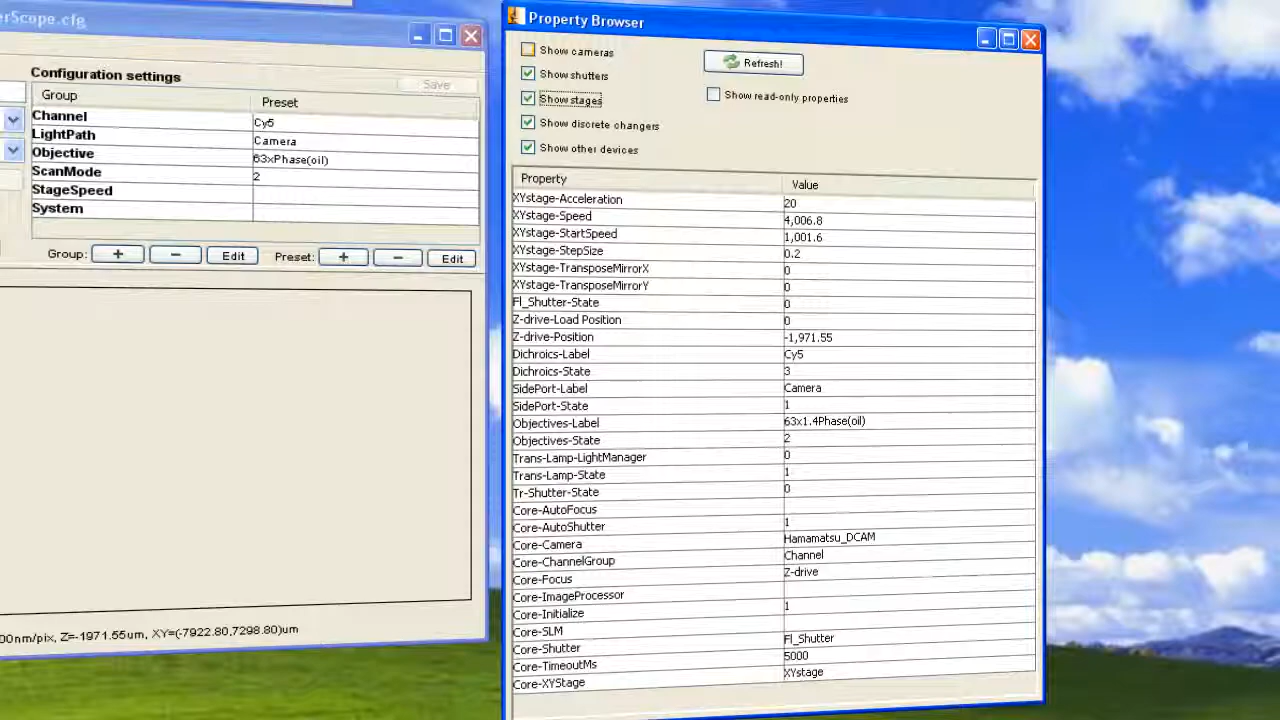 erScope.cfg
Configuration settings
Save
Group Preset
Channel Cy5
LightPath Camera
Objective 63xPhase(oil)
ScanMode 2
StageSpeed
System
Group: + - Edit Preset: + - Edit
00nm/pix, Z=-1971.55um, XY=(-7922.80,7298.80)um
Property Browser
Show cameras
Show shutters
Show stages
Show discrete changers
Show other devices
Refresh!
Show read-only properties
Property Value
XYstage-Acceleration 20
XYstage-Speed 4,006.8
XYstage-StartSpeed 1,001.6
XYstage-StepSize 0.2
XYstage-TransposeMirrorX 0
XYstage-TransposeMirrorY 0
Fl_Shutter-State 0
Z-drive-Load Position 0
Z-drive-Position -1,971.55
Dichroics-Label Cy5
Dichroics-State 3
SidePort-Label Camera
SidePort-State 1
Objectives-Label 63x1.4Phase(oil)
Objectives-State 2
Trans-Lamp-LightManager 0
Trans-Lamp-State 1
Tr-Shutter-State 0
Core-AutoFocus
Core-AutoShutter 1
Core-Camera Hamamatsu_DCAM
Core-ChannelGroup Channel
Core-Focus Z-drive
Core-ImageProcessor
Core-Initialize 1
Core-SLM
Core-Shutter Fl_Shutter
Core-TimeoutMs 5000
Core-XYStage XYstage